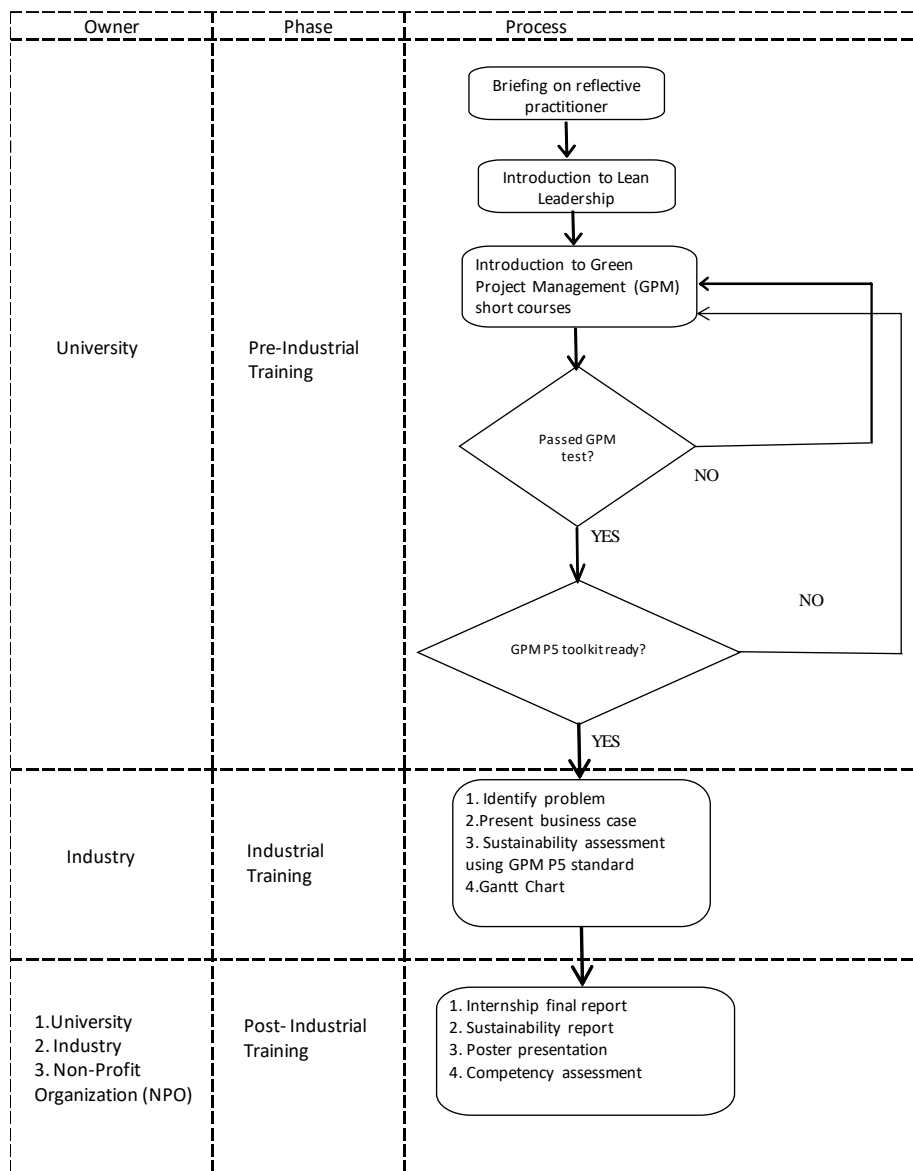 Owner
Phase
Process
Briefing on reflective
practitioner
Introduction to Lean
Leadership
Introduction to Green
Project Management (GPM)
short courses
University
Pre-Industrial
Training
Passed GPM
test?
NO
YES
NO
GPM P5 toolkit ready?
YES
Industry
Industrial
Training
1. Identify problem
2.Present business case
3. Sustainability assessment
using GPM P5 standard
4.Gantt Chart
1.University
2. Industry
3. Non-Profit
Organization (NPO)
Post- Industrial
Training
1. Internship final report
2. Sustainability report
3. Poster presentation
4. Competency assessment